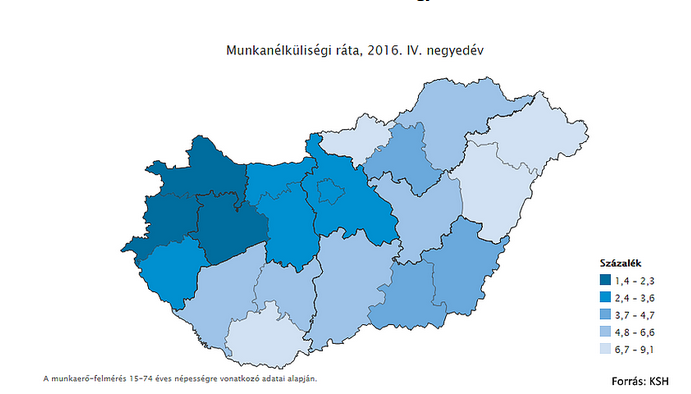 Munkanélküliségi ráta, 2016. IV. negyedév
Százalék
1,4 - 2,3
2,4 - 3,6
3,7 - 4,7
4,8 - 6,6
6,7 - 9,1
A munkaerő-felmérés 15-74 éves népességre vonatkozó adatai alapján.
Forrás: KSH